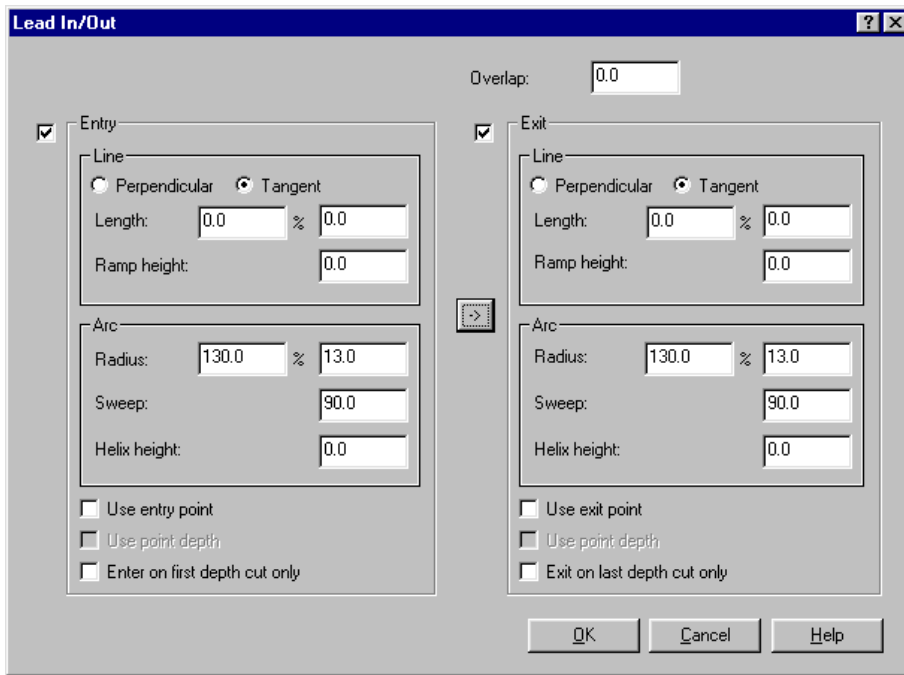 Lead In/Out
Overlap: 0.0
Entry
Line
Perpendicular Tangent
Length: 0.0 % 0.0
Ramp height: 0.0
Arc
Radius: 130.0 % 13.0
Sweep: 90.0
Helix height: 0.0
Use entry point
Use point depth
Enter on first depth cut only
->
Exit
Line
Perpendicular Tangent
Length: 0.0 % 0.0
Ramp height: 0.0
Arc
Radius: 130.0 % 13.0
Sweep: 90.0
Helix height: 0.0
Use exit point
Use point depth
Exit on last depth cut only
OK Cancel Help